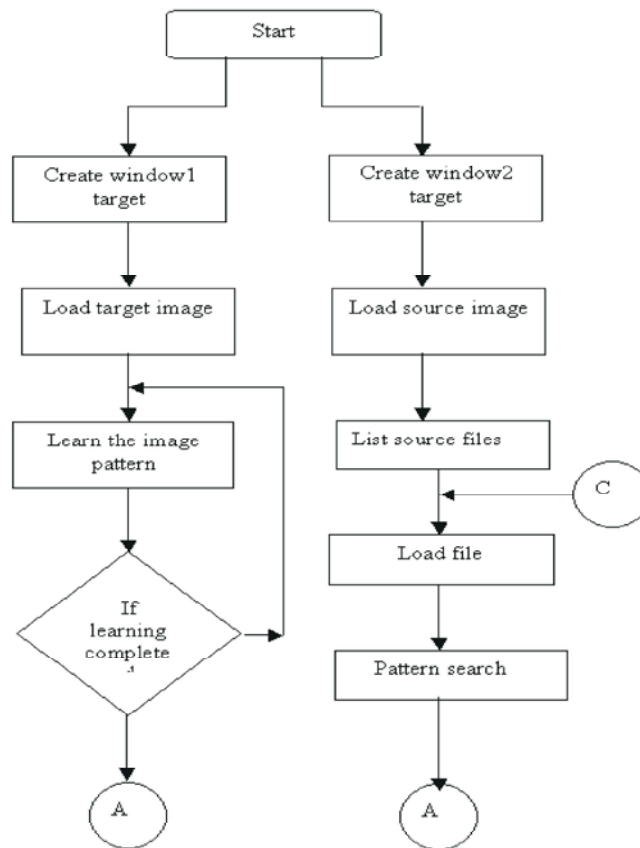 Start
Create window1
target
Create window2
target
Load target image
Load source image
Learn the image
pattern
List source files
C
Load file
If
learning
complete
Pattern search
A
A